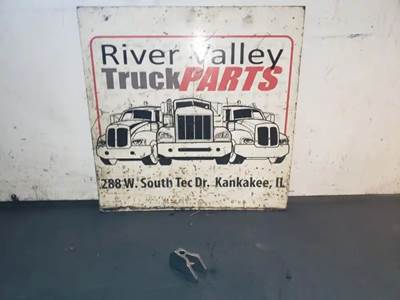 River Valley
TruckPARTS
288 W. South Tec Dr. Kankakee, IL